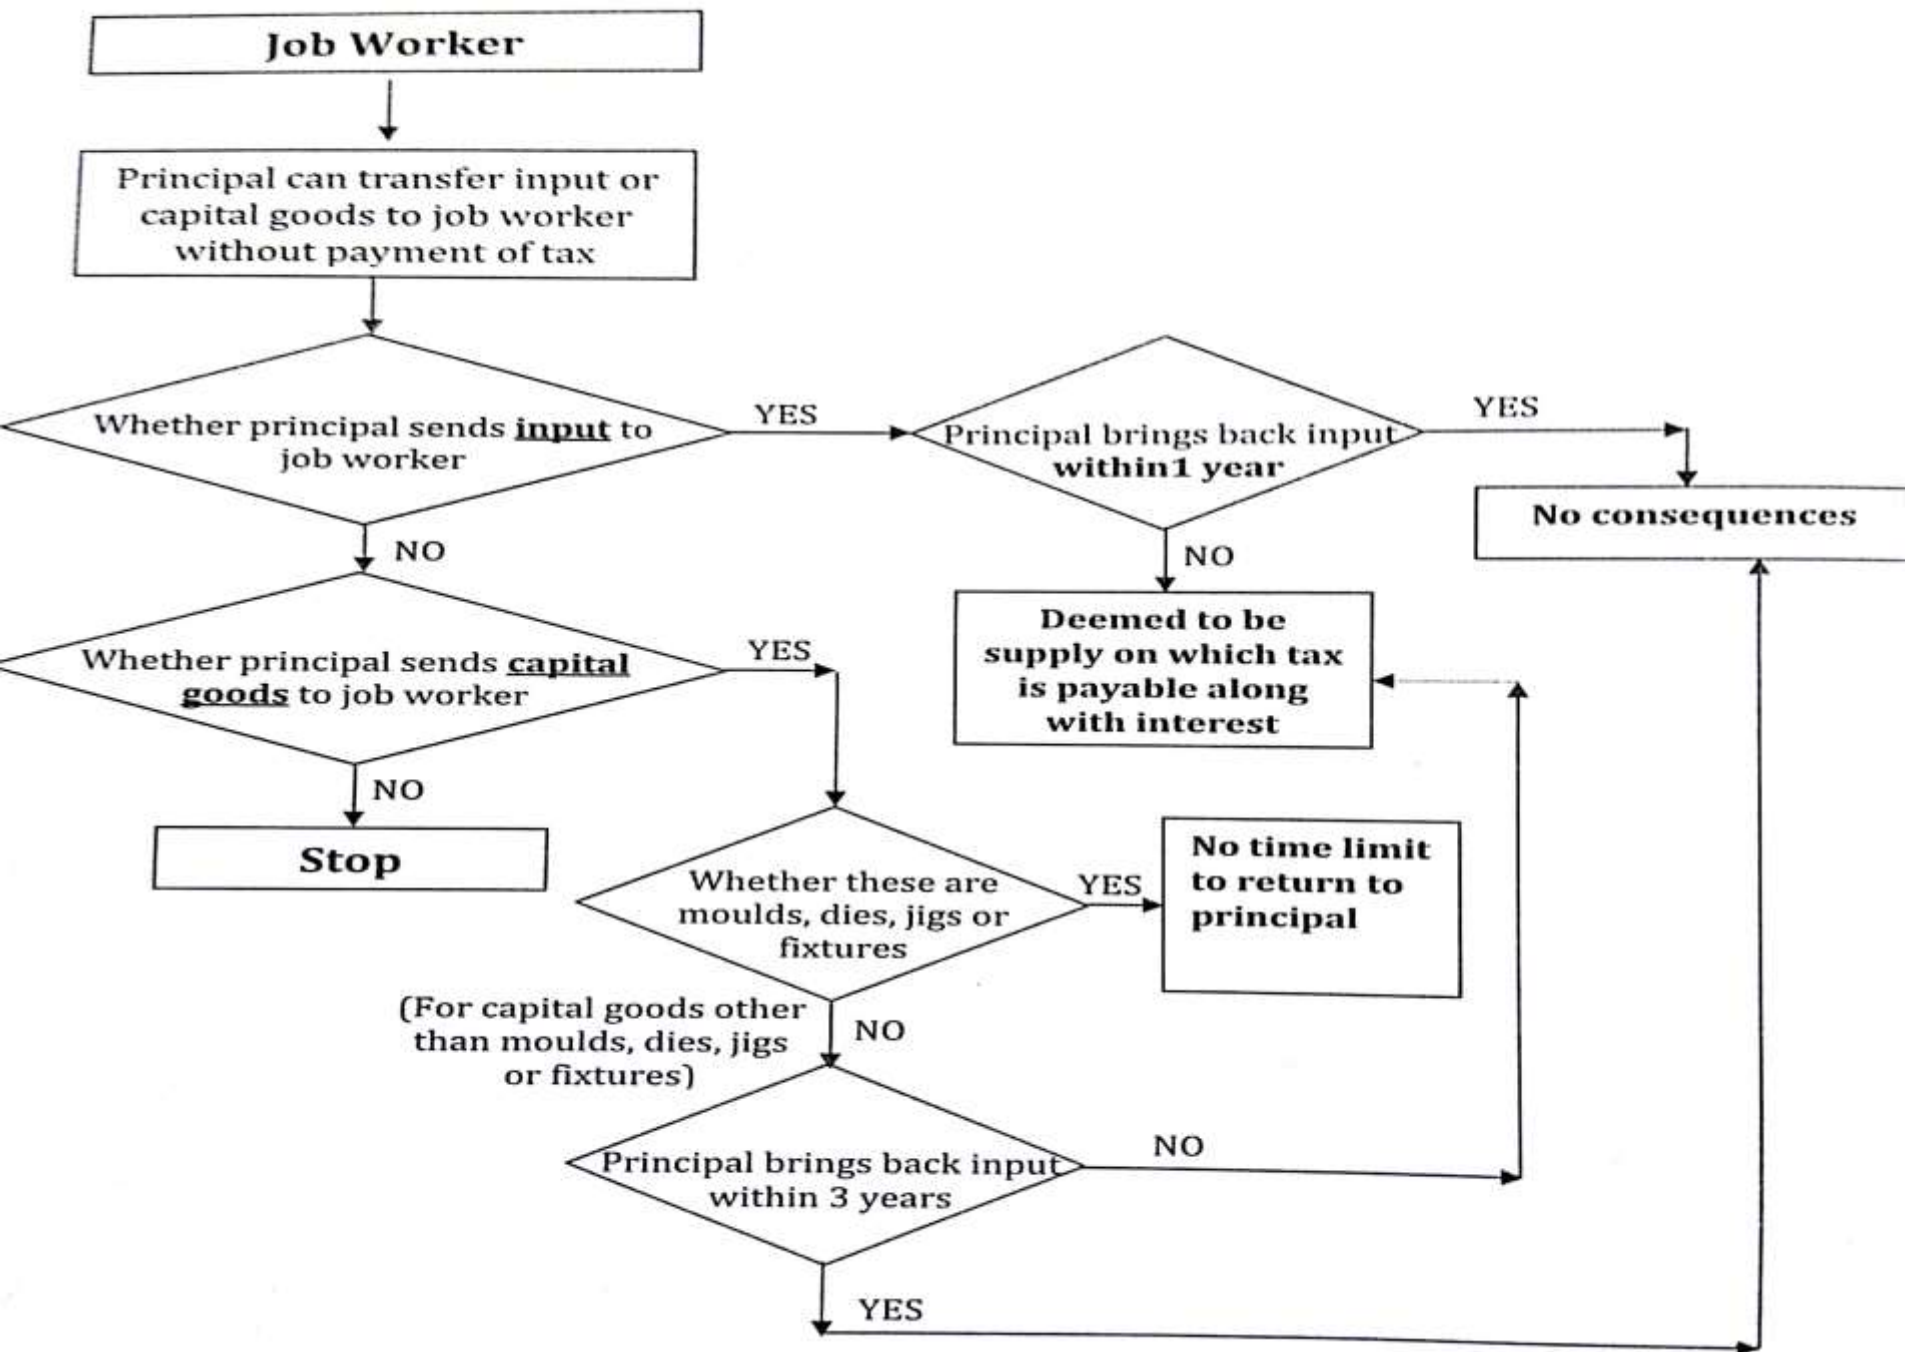 Job Worker
Principal can transfer input or
capital goods to job worker
without payment of tax
Whether principal sends input to
job worker
YES
Principal brings back input
within1 year
YES
No consequences
NO
NO
Deemed to be
supply on which tax
is payable along
with interest
Whether principal sends capital
goods to job worker
YES
NO
Stop
Whether these are
moulds, dies, jigs or
fixtures
YES
No time limit
to return to
principal
(For capital goods other
than moulds, dies, jigs
or fixtures)
NO
Principal brings back input
within 3 years
NO
YES